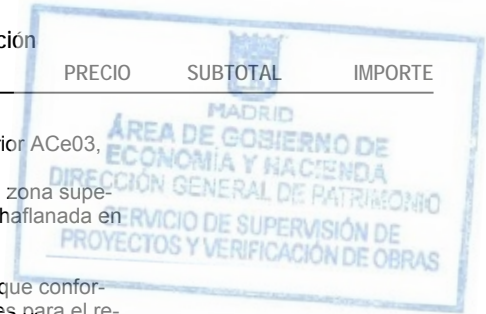 ción
PRECIO SUBTOTAL IMPORTE
MADRID
ÁREA DE GOBIERNO DE
ECONOMÍA Y HACIENDA
DIRECCIÓN GENERAL DE PATRIMONIO
SERVICIO DE SUPERVISIÓN DE
PROYECTOS Y VERIFICACIÓN DE OBRAS
rior ACe03,
zona supe-
haflanada en
que confor-
es para el re-